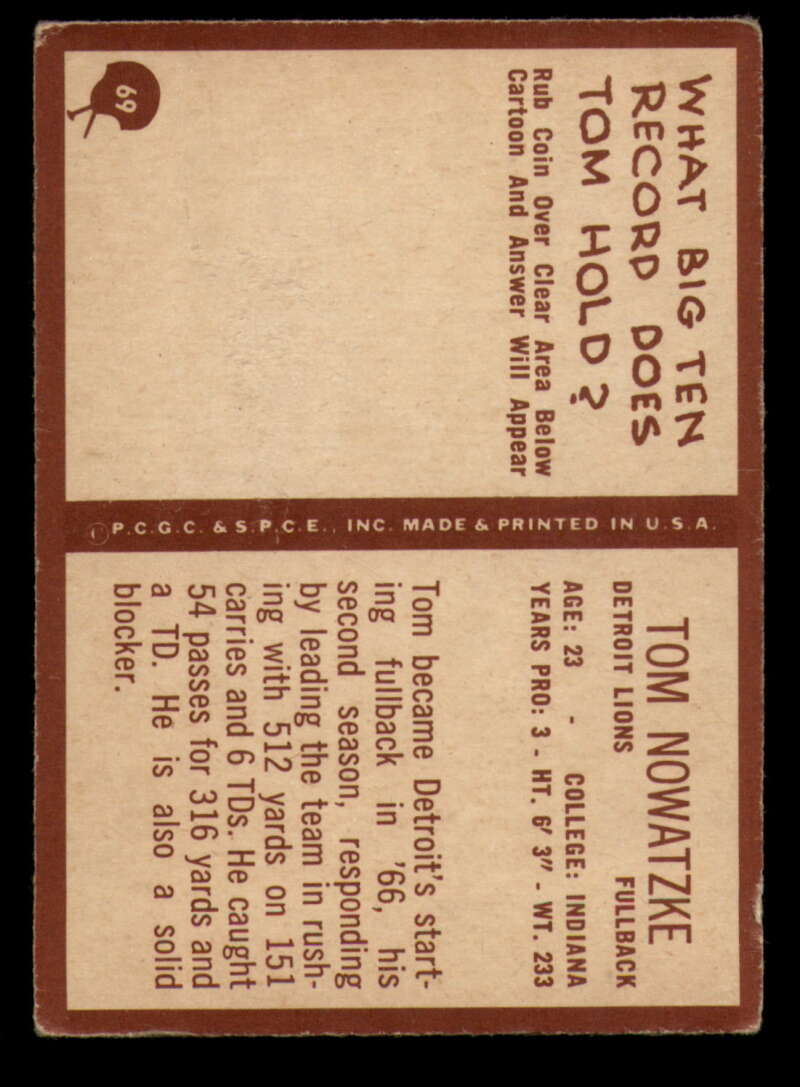 69
WHAT BIG TEN
RECORD DOES
TOM HOLD?
Rub Coin Over Clear Area Below
Cartoon And Answer Will Appear
P.C.G.C. & S.P.C.E., INC. MADE & PRINTED IN U.S.A.
TOM NOWATZKE
DETROIT LIONS FULLBACK
AGE: 23 - COLLEGE: INDIANA
YEARS PRO: 3 - HT. 6' 3" - WT. 233
Tom became Detroit's start-
ing fullback in '66, his
second season, responding
by leading the team in rush-
ing with 512 yards on 151
carries and 6 TDs. He caught
54 passes for 316 yards and
a TD. He is also a solid
blocker.